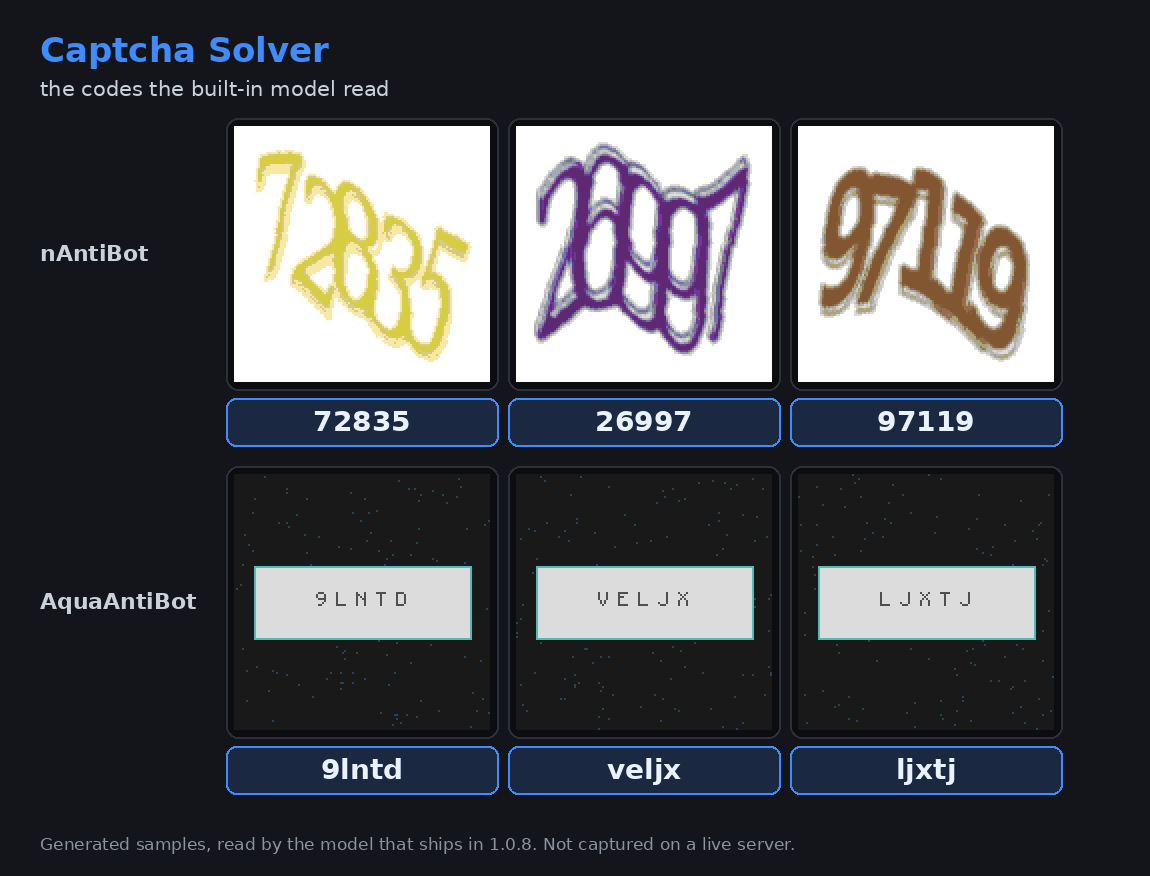 Captcha Solver
the codes the built-in model read
nAntiBot
72835
26997
97119
72835
26997
97119
AquaAntiBot
9LNTD
VELJX
LJXTJ
9lntd
veljx
ljxtj
Generated samples, read by the model that ships in 1.0.8. Not captured on a live server.